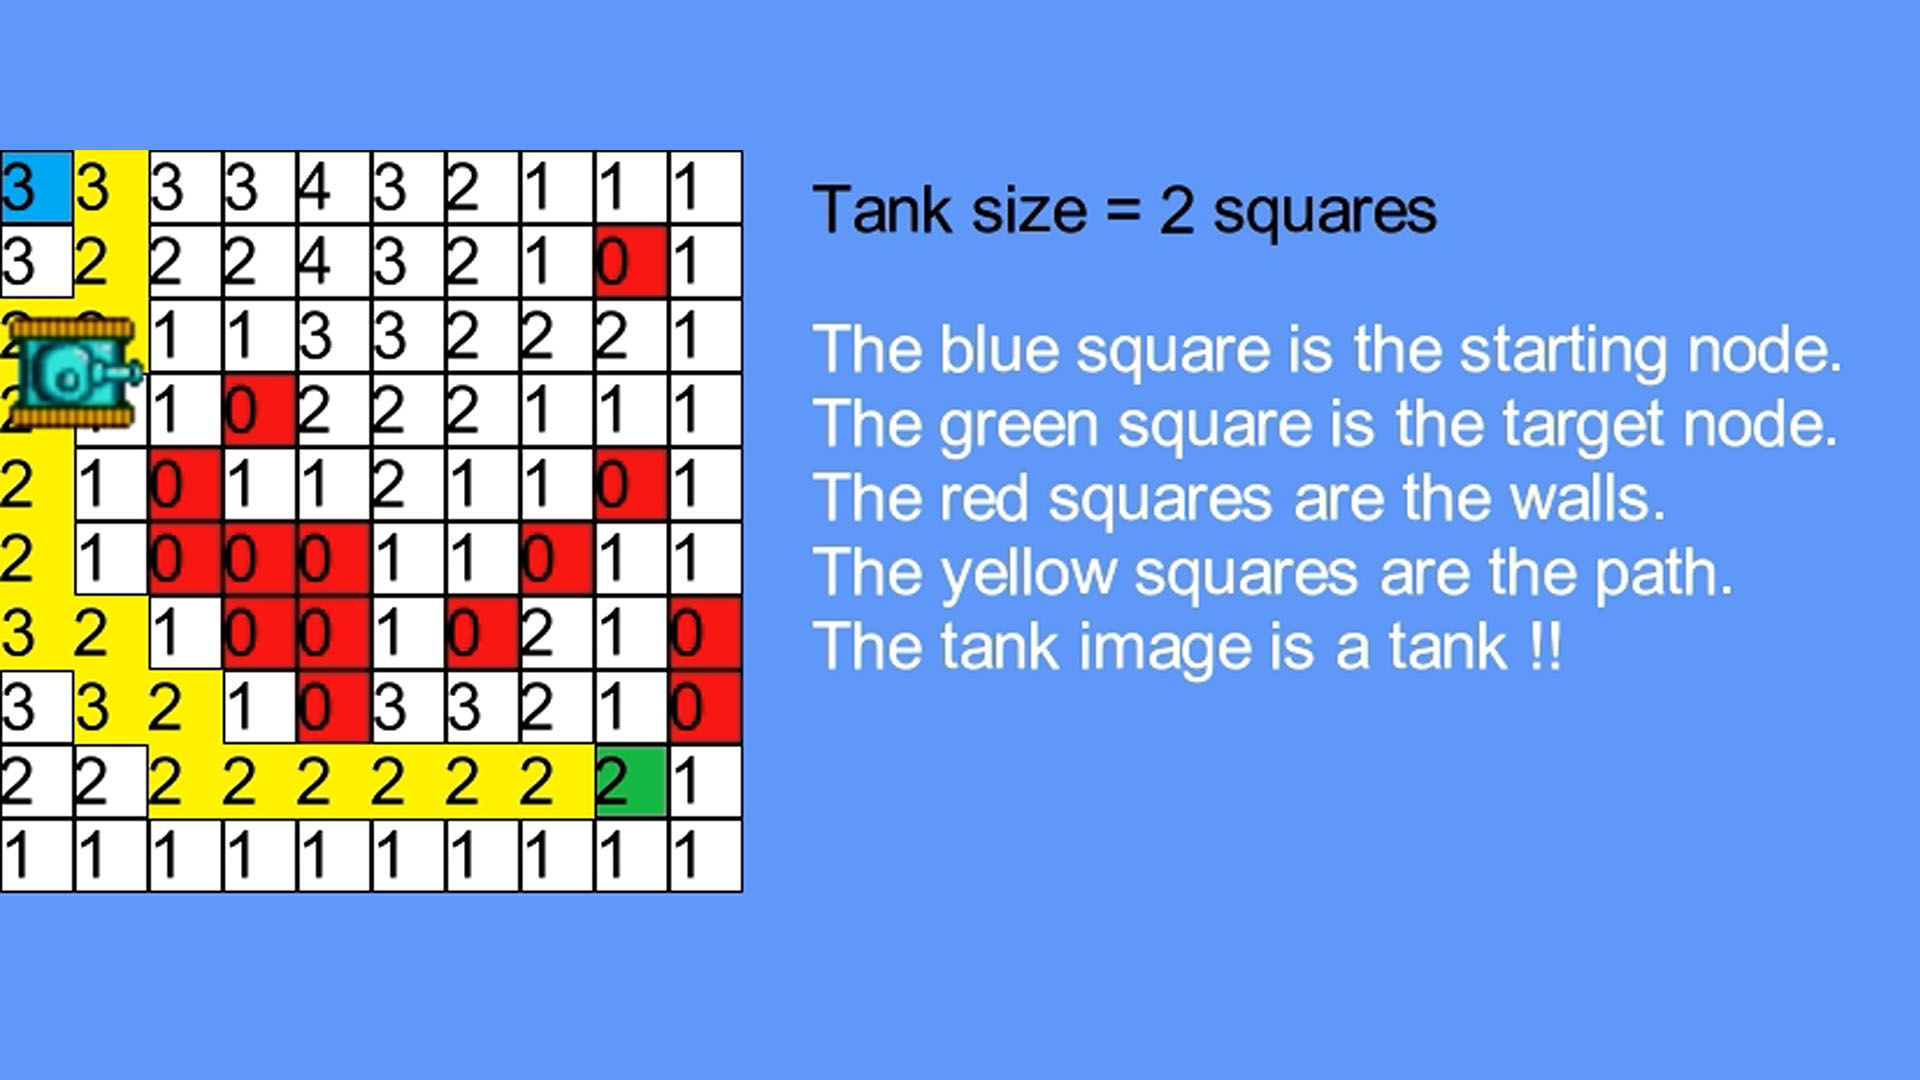 3 3 3 3 4 3 2 1 1 1
Tank size = 2 squares
3 2 2 2 4 3 2 1 0 1
1 1 3 3 2 2 2 1
The blue square is the starting node.
1 0 2 2 2 1 1 1
The green square is the target node.
2 1 0 1 1 2 1 1 0 1
The red squares are the walls.
2 1 0 0 0 1 1 0 1 1
The yellow squares are the path.
3 2 1 0 0 1 0 2 1 0
The tank image is a tank !!
3 3 2 1 0 3 3 2 1 0
2 2 2 2 2 2 2 2 2 1
1 1 1 1 1 1 1 1 1 1